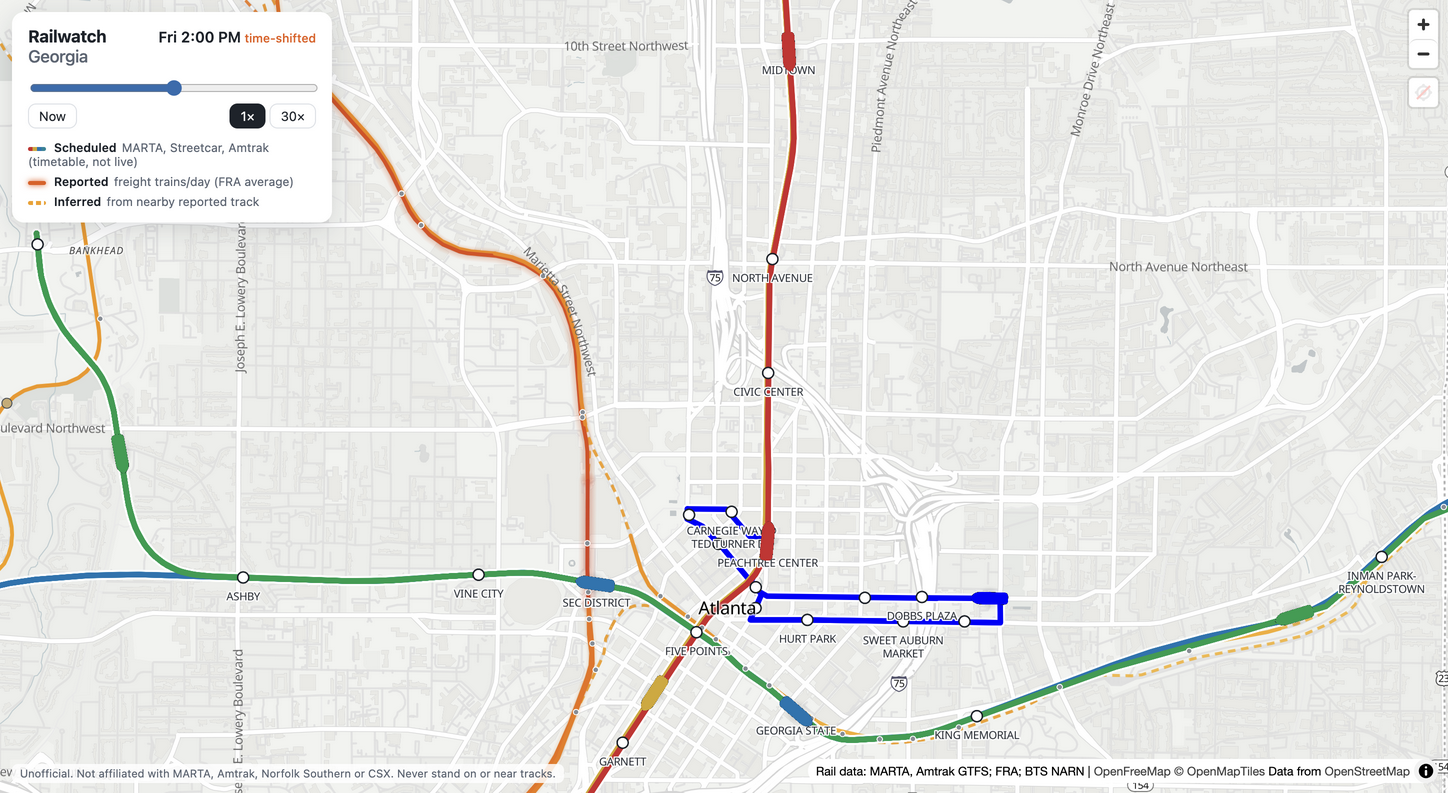 Railwatch
Georgia
Fri 2:00 PM time-shifted
Now
1×
30×
Scheduled MARTA, Streetcar, Amtrak
(timetable, not live)
Reported freight trains/day (FRA average)
Inferred from nearby reported track
10th Street Northwest
MIDTOWN
Piedmont Avenue Northeast
Monroe Drive Northeast
BANKHEAD
Joseph E. Lowery Boulevard
Marietta Street Northwest
75
NORTH AVENUE
North Avenue Northeast
CIVIC CENTER
ulevard Northwest
CARNEGIE WAY
PEACHTREE CENTER
ASHBY
VINE CITY
SEC DISTRICT
Atlanta
DOBBS PLAZA
HURT PARK
SWEET AUBURN
MARKET
INMAN PARK-
REYNOLDSTOWN
FIVE POINTS
75
23
GEORGIA STATE
KING MEMORIAL
GARNETT
E. Lowery Boulevard
154
Unofficial. Not affiliated with MARTA, Amtrak, Norfolk Southern or CSX. Never stand on or near tracks.
Rail data: MARTA, Amtrak GTFS; FRA; BTS NARN | OpenFreeMap © OpenMapTiles Data from OpenStreetMap